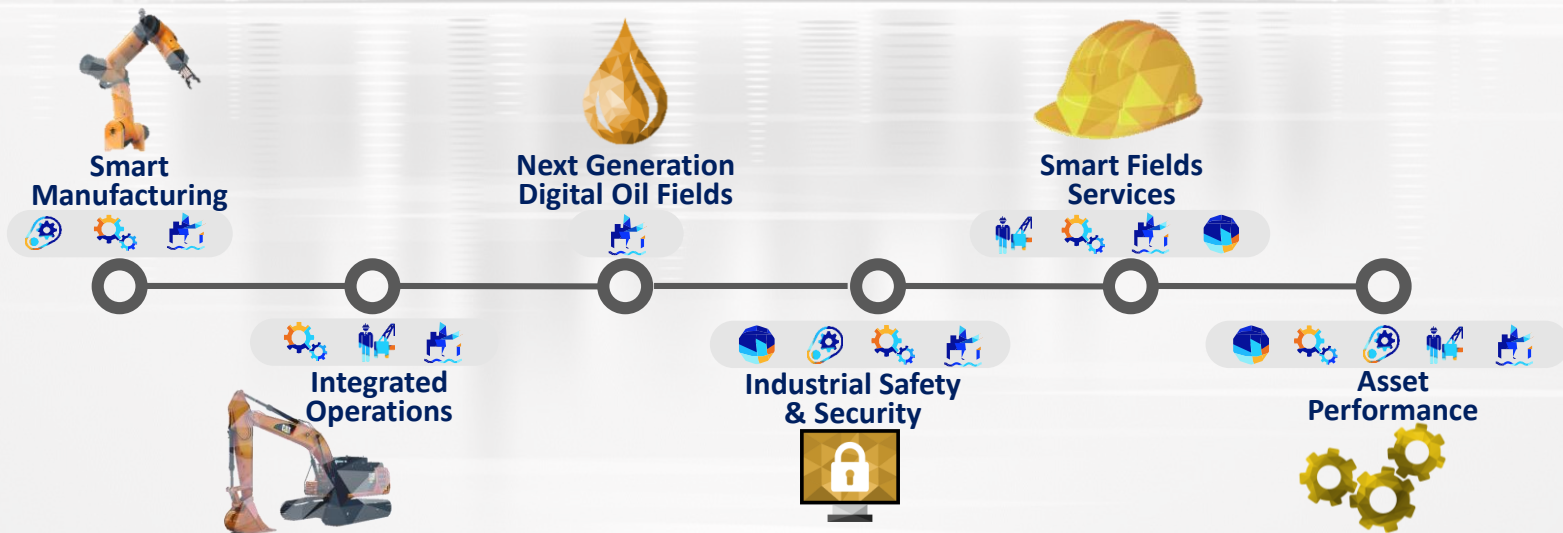 Smart
Manufacturing
Next Generation
Digital Oil Fields
Smart Fields
Services
Integrated
Operations
Industrial Safety
& Security
Asset
Performance